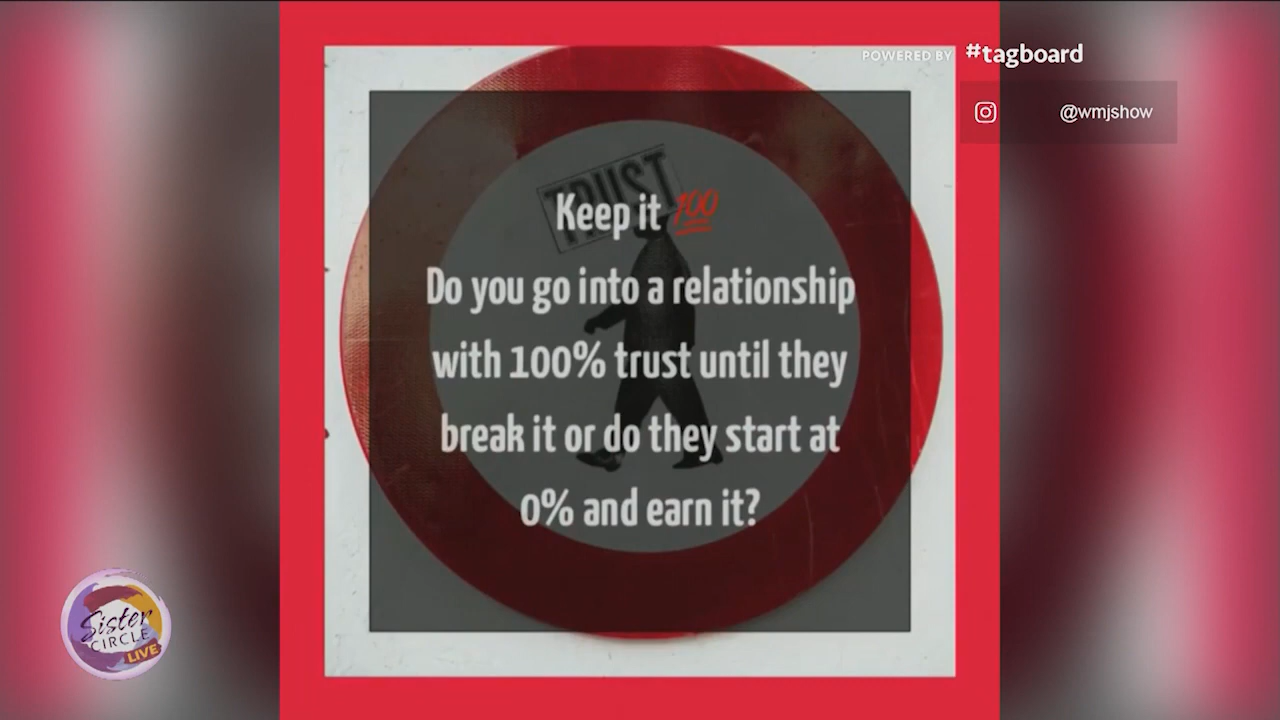 POWERED BY #tagboard
@wmjshow
TRUST
Keep it 💯
Do you go into a relationship
with 100% trust until they
break it or do they start at
0% and earn it?
Sister
CIRCLE
LIVE